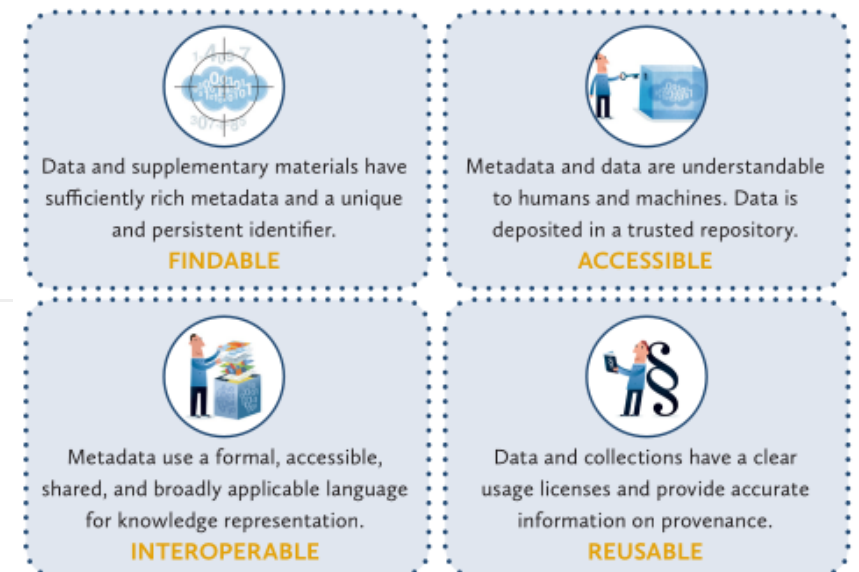 Data and supplementary materials have
sufficiently rich metadata and a unique
and persistent identifier.
FINDABLE
Metadata and data are understandable
to humans and machines. Data is
deposited in a trusted repository.
ACCESSIBLE
Metadata use a formal, accessible,
shared, and broadly applicable language
for knowledge representation.
INTEROPERABLE
Data and collections have a clear
usage licenses and provide accurate
information on provenance.
REUSABLE